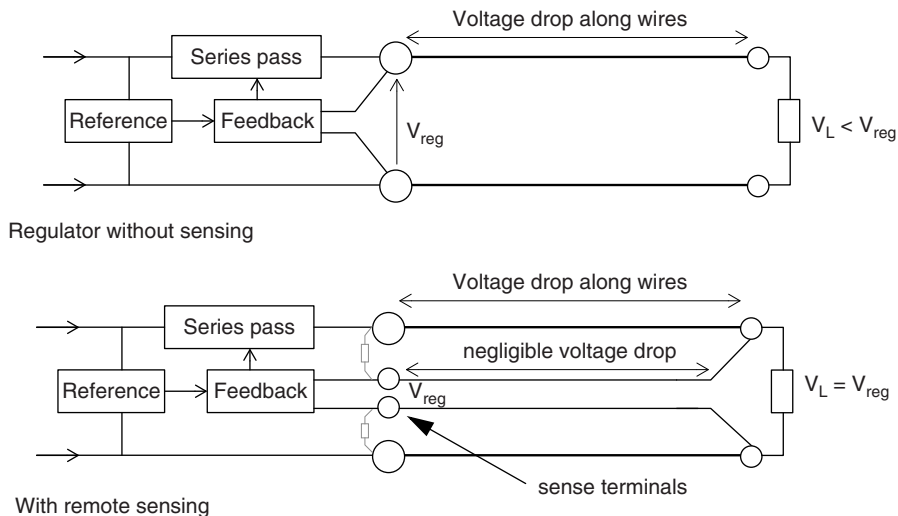 Voltage drop along wires
Series pass
Reference
Feedback
V_reg
V_L < V_reg
Regulator without sensing
Voltage drop along wires
Series pass
negligible voltage drop
Reference
Feedback
V_reg
V_L = V_reg
sense terminals
With remote sensing